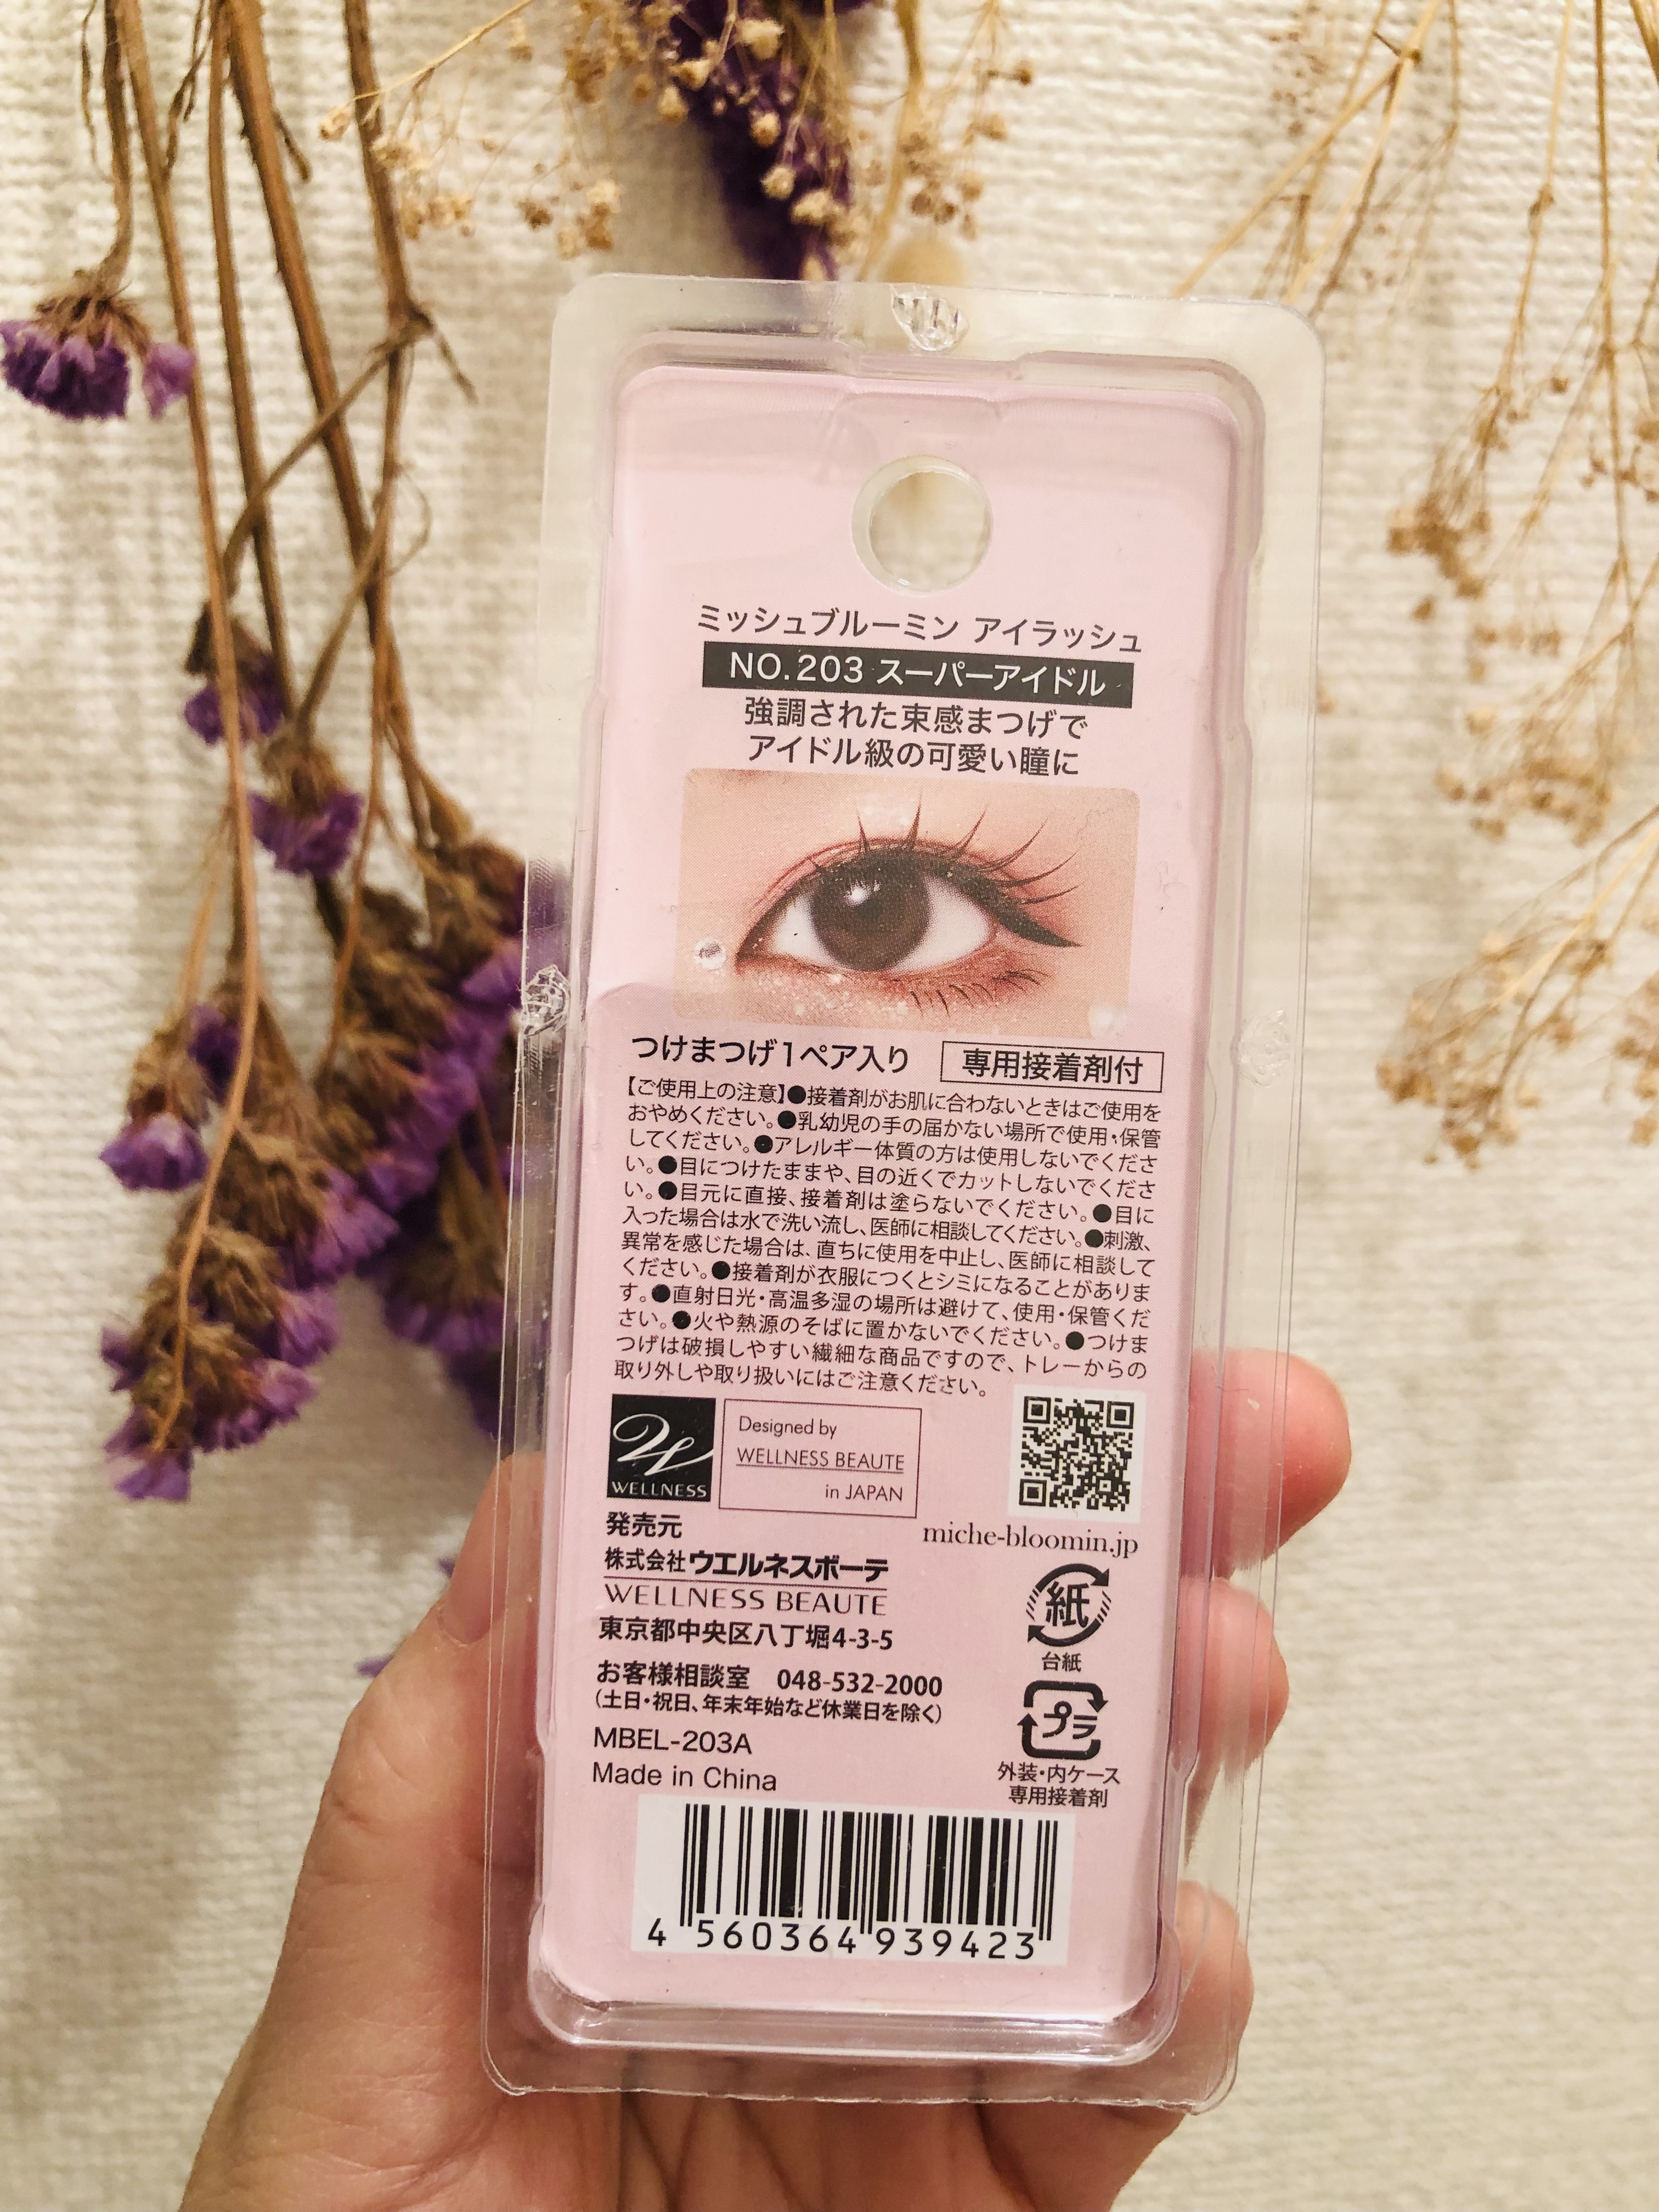 ミッシュブルーミン アイラッシュ
NO.203 スーパーアイドル
強調された束感まつげで
アイドル級の可愛い瞳に
つけまつげ1ペア入り 専用接着剤付
【ご使用上の注意】●接着剤がお肌に合わないときはご使用を
おやめください。●乳幼児の手の届かない場所で使用・保管
してください。●アレルギー体質の方は使用しないでくださ
い。●目につけたままや、目の近くでカットしないでくださ
い。●目元に直接、接着剤は塗らないでください。●目に
入った場合は水で洗い流し、医師に相談してください。●刺激、
異常を感じた場合は、直ちに使用を中止し、医師に相談して
ください。●接着剤が衣服につくとシミになることがありま
す。●直射日光・高温多湿の場所は避けて、使用・保管くだ
さい。●火や熱源のそばに置かないでください。●つけま
つげは破損しやすい繊細な商品ですので、トレーからの
取り外しや取り扱いにはご注意ください。
WELLNESS
Designed by
WELLNESS BEAUTE
in JAPAN
miche-bloomin.jp
発売元
株式会社ウエルネスボーテ
WELLNESS BEAUTE
東京都中央区八丁堀4-3-5
お客様相談室 048-532-2000
(土日・祝日、年末年始など休業日を除く)
MBEL-203A
Made in China
紙
台紙
プラ
外装・内ケース
専用接着剤
4 560364 939423